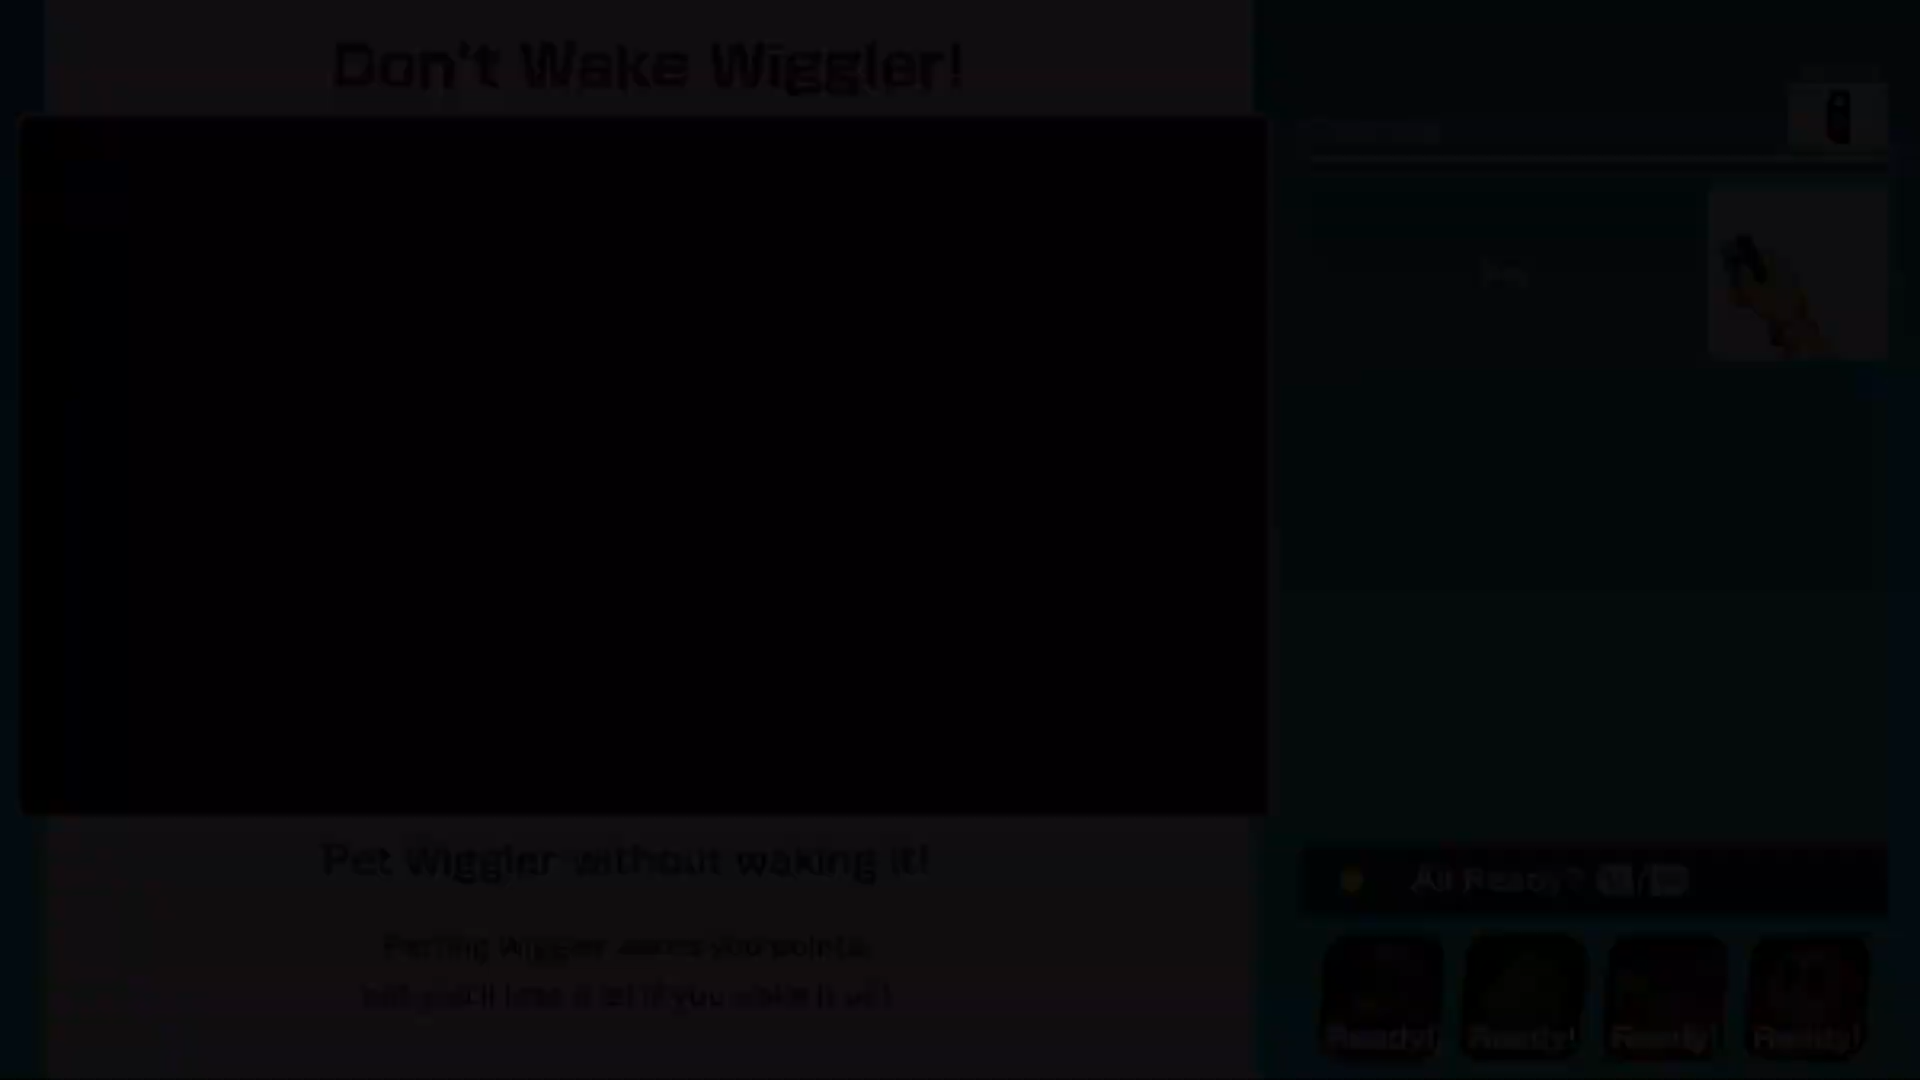 Don't Wake Wiggler!
Pet
Pet Wiggler without waking it!
Petting Wiggler earns you points,
but you'll lose a lot if you wake it up!
All Ready?
Ready!
Ready!
Ready!
Ready!